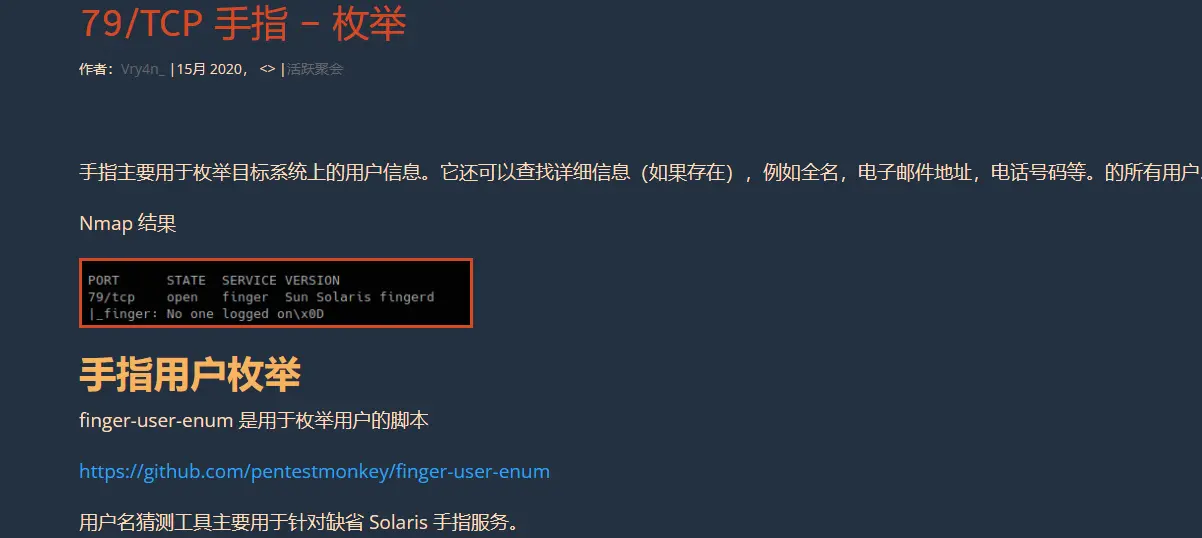 79/TCP 手指 – 枚举
作者：Vry4n_ |15月 2020， <> |活跃聚会
手指主要用于枚举目标系统上的用户信息。它还可以查找详细信息（如果存在），例如全名，电子邮件地址，电话号码等。的所有用户
Nmap 结果
PORT STATE SERVICE VERSION
79/tcp open finger Sun Solaris fingerd
|_finger: No one logged on\x0D
手指用户枚举
finger-user-enum 是用于枚举用户的脚本
https://github.com/pentestmonkey/finger-user-enum
用户名猜测工具主要用于针对缺省 Solaris 手指服务。